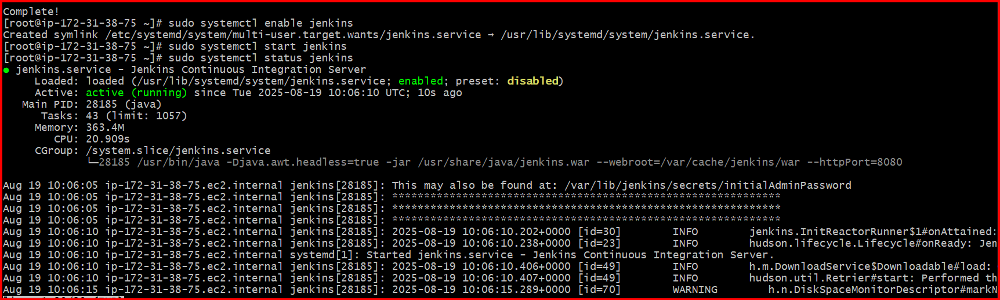 Complete!
[root@ip-172-31-38-75 ~]# sudo systemctl enable jenkins
Created symlink /etc/systemd/system/multi-user.target.wants/jenkins.service → /usr/lib/systemd/system/jenkins.service.
[root@ip-172-31-38-75 ~]# sudo systemctl start jenkins
[root@ip-172-31-38-75 ~]# sudo systemctl status jenkins
● jenkins.service - Jenkins Continuous Integration Server
     Loaded: loaded (/usr/lib/systemd/system/jenkins.service; enabled; preset: disabled)
     Active: active (running) since Tue 2025-08-19 10:06:10 UTC; 10s ago
   Main PID: 28185 (java)
      Tasks: 43 (limit: 1057)
     Memory: 363.4M
        CPU: 20.909s
     CGroup: /system.slice/jenkins.service
             └─28185 /usr/bin/java -Djava.awt.headless=true -jar /usr/share/java/jenkins.war --webroot=/var/cache/jenkins/war --httpPort=8080
Aug 19 10:06:05 ip-172-31-38-75.ec2.internal jenkins[28185]: This may also be found at: /var/lib/jenkins/secrets/initialAdminPassword
Aug 19 10:06:05 ip-172-31-38-75.ec2.internal jenkins[28185]: *************************************************************
Aug 19 10:06:05 ip-172-31-38-75.ec2.internal jenkins[28185]: *************************************************************
Aug 19 10:06:05 ip-172-31-38-75.ec2.internal jenkins[28185]: *************************************************************
Aug 19 10:06:10 ip-172-31-38-75.ec2.internal jenkins[28185]: 2025-08-19 10:06:10.202+0000 [id=30]        INFO        jenkins.InitReactorRunner$1#onAttained:
Aug 19 10:06:10 ip-172-31-38-75.ec2.internal jenkins[28185]: 2025-08-19 10:06:10.238+0000 [id=23]        INFO        hudson.lifecycle.Lifecycle#onReady: Jen
Aug 19 10:06:10 ip-172-31-38-75.ec2.internal systemd[1]: Started jenkins.service - Jenkins Continuous Integration Server.
Aug 19 10:06:10 ip-172-31-38-75.ec2.internal jenkins[28185]: 2025-08-19 10:06:10.406+0000 [id=49]        INFO        h.m.DownloadService$Downloadable#load:
Aug 19 10:06:10 ip-172-31-38-75.ec2.internal jenkins[28185]: 2025-08-19 10:06:10.407+0000 [id=49]        INFO        hudson.util.Retrier#start: Performed th
Aug 19 10:06:15 ip-172-31-38-75.ec2.internal jenkins[28185]: 2025-08-19 10:06:15.289+0000 [id=70]        WARNING        h.n.DiskSpaceMonitorDescriptor#markN